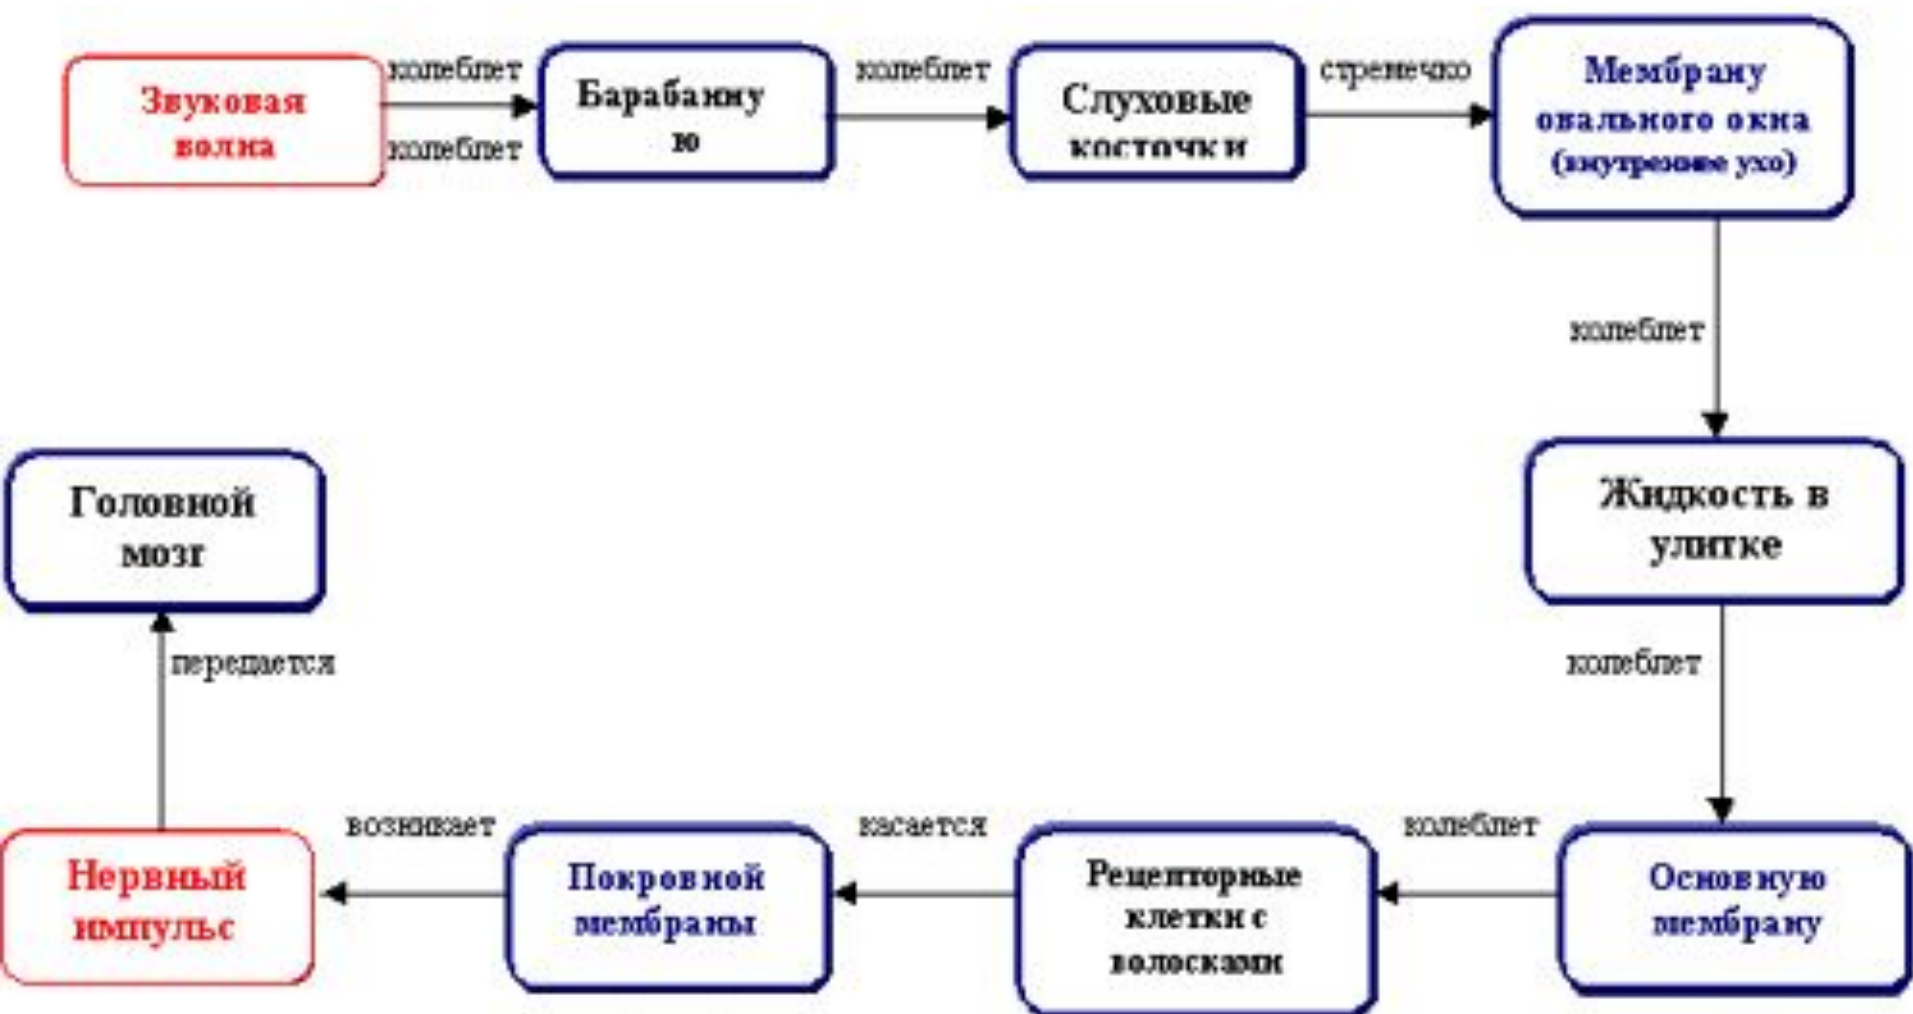 колеблет
Звуковая
волна
колеблет
Барабанну
ю
колеблет
Слуховые
косточки
стремечко
Мембрану
овального окна
(внутреннее ухо)
колеблет
Жидкость в
улитке
колеблет
Основную
мембрану
колеблет
Рецепторные
клетки с
волосками
касается
Покровной
мембраны
возникает
Нервный
импульс
передается
Головной
мозг